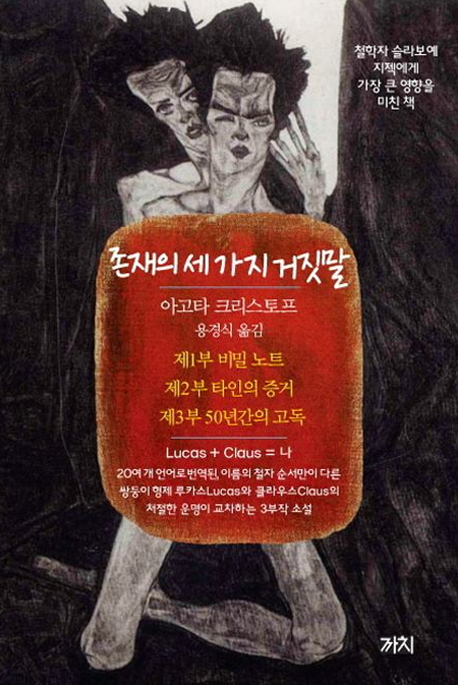 철학자 슬라보예
지젝에게
가장 큰 영향을
미친 책
존재의 세 가지 거짓말
아고타 크리스토프
용경식 옮김
제1부 비밀 노트
제2부 타인의 증거
제3부 50년간의 고독
Lucas + Claus = 나
20여 개 언어로 번역된, 이름의 철자 순서만이 다른
쌍둥이 형제 루카스Lucas와 클라우스Claus의
처절한 운명이 교차하는 3부작 소설
까치